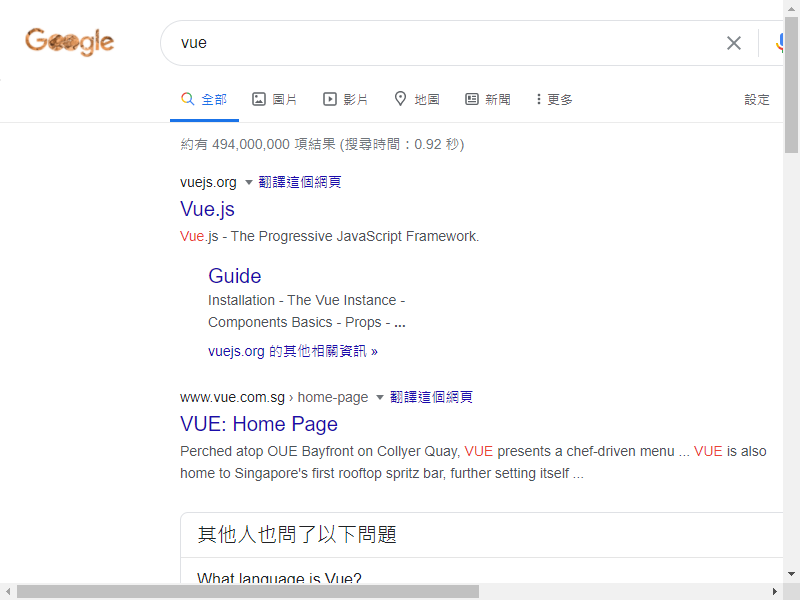 Google
vue
全部
圖片
影片
地圖
新聞
更多
設定
約有 494,000,000 項結果 (搜尋時間：0.92 秒)
vuejs.org 翻譯這個網頁
Vue.js
Vue.js - The Progressive JavaScript Framework.
Guide
Installation - The Vue Instance -
Components Basics - Props - ...
vuejs.org 的其他相關資訊 »
www.vue.com.sg › home-page 翻譯這個網頁
VUE: Home Page
Perched atop OUE Bayfront on Collyer Quay, VUE presents a chef-driven menu ... VUE is also
home to Singapore's first rooftop spritz bar, further setting itself ...
其他人也問了以下問題
What language is Vue?